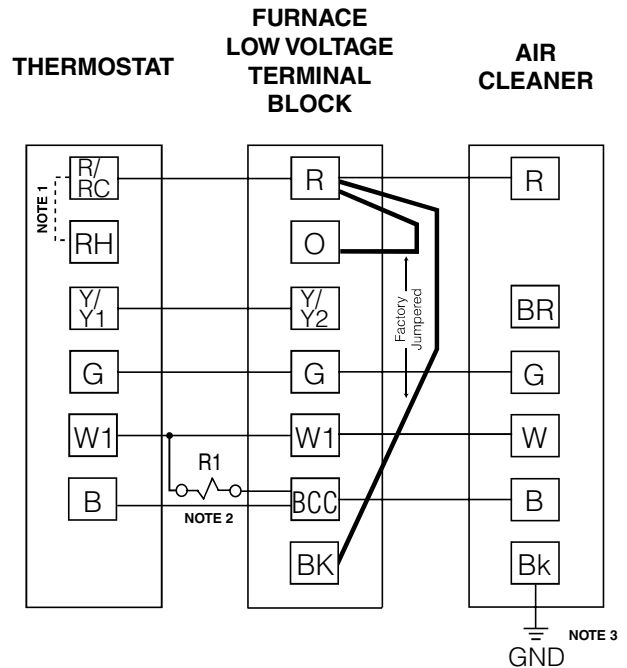 THERMOSTAT
FURNACE
LOW VOLTAGE
TERMINAL
BLOCK
AIR
CLEANER
R/
RC
R
R
NOTE 1
RH
O
Y/
Y1
Y/
Y2
Factory
Jumpered
BR
G
G
G
W1
W1
W
R1
B
NOTE 2
BCC
B
BK
Bk
NOTE 3
GND